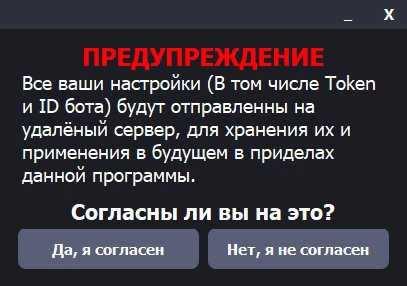 _ X
ПРЕДУПРЕЖДЕНИЕ
Все ваши настройки (В том числе Token
и ID бота) будут отправленны на
удалёный сервер, для хранения их и
применения в будущем в приделах
данной программы.
Согласны ли вы на это?
Да, я согласен Нет, я не согласен